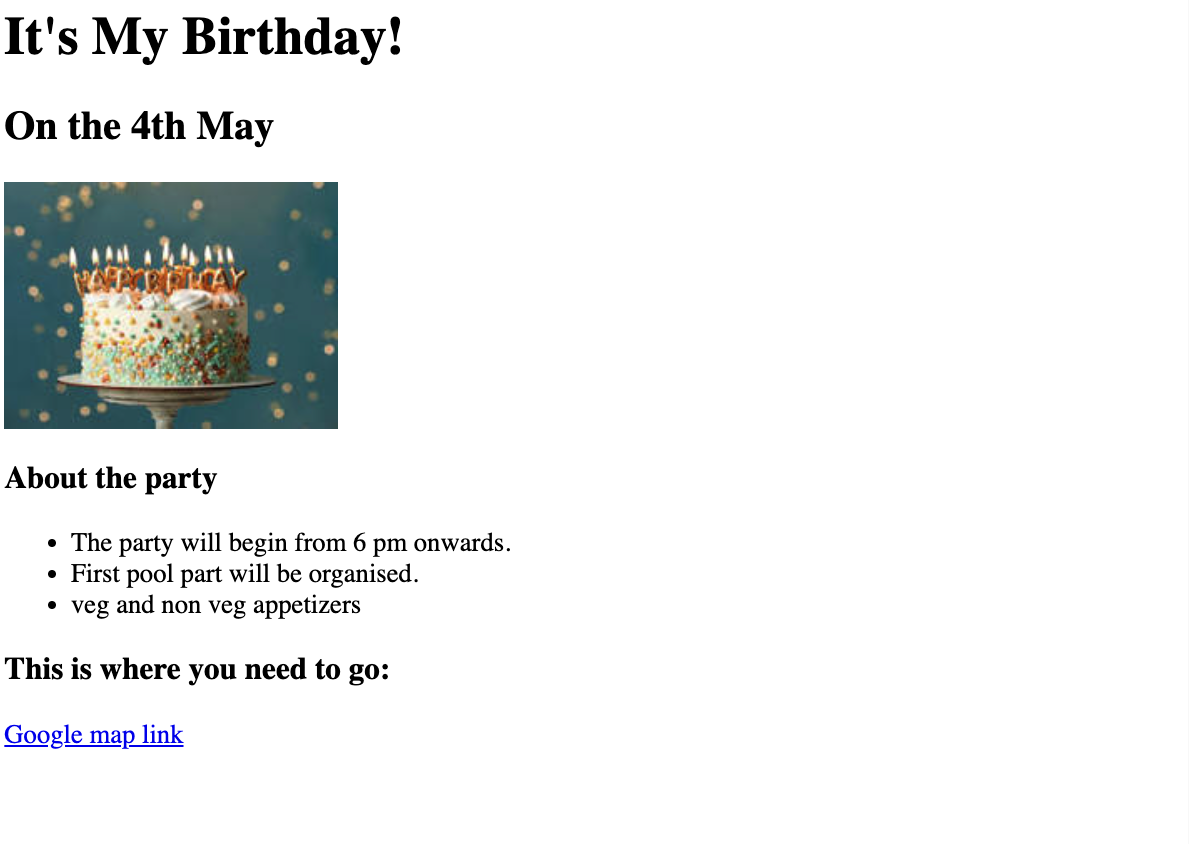 It's My Birthday!
On the 4th May
HAPPY BIRTHDAY
About the party
The party will begin from 6 pm onwards.
First pool part will be organised.
veg and non veg appetizers
This is where you need to go:
Google map link